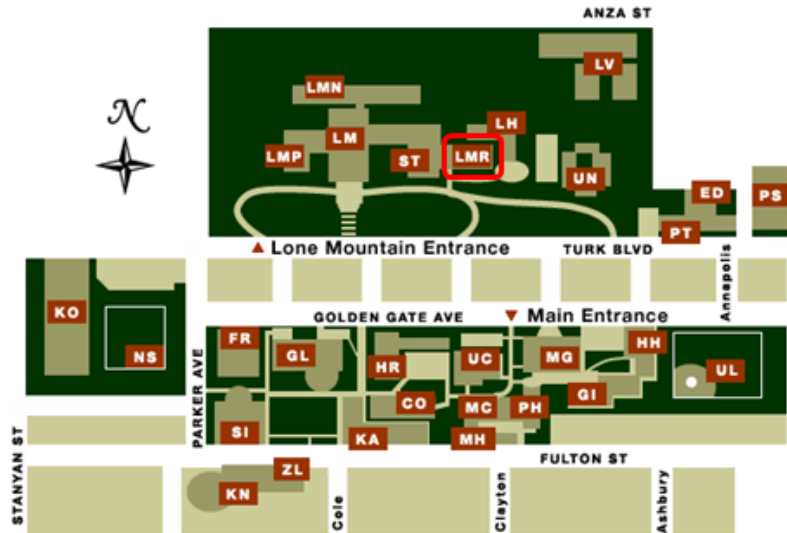 ANZA ST
LV
LMN
LH
LM
LMP
ST
LMR
UN
N
ED
PS
PT
Lone Mountain Entrance
TURK BLVD
Annapolis
KO
NS
GOLDEN GATE AVE
Main Entrance
FR
GL
HR
UC
MG
HH
UL
GI
PARKER AVE
CO
MC
PH
SI
KA
MH
FULTON ST
ZL
KN
STANYAN ST
Cole
Clayton
Ashbury